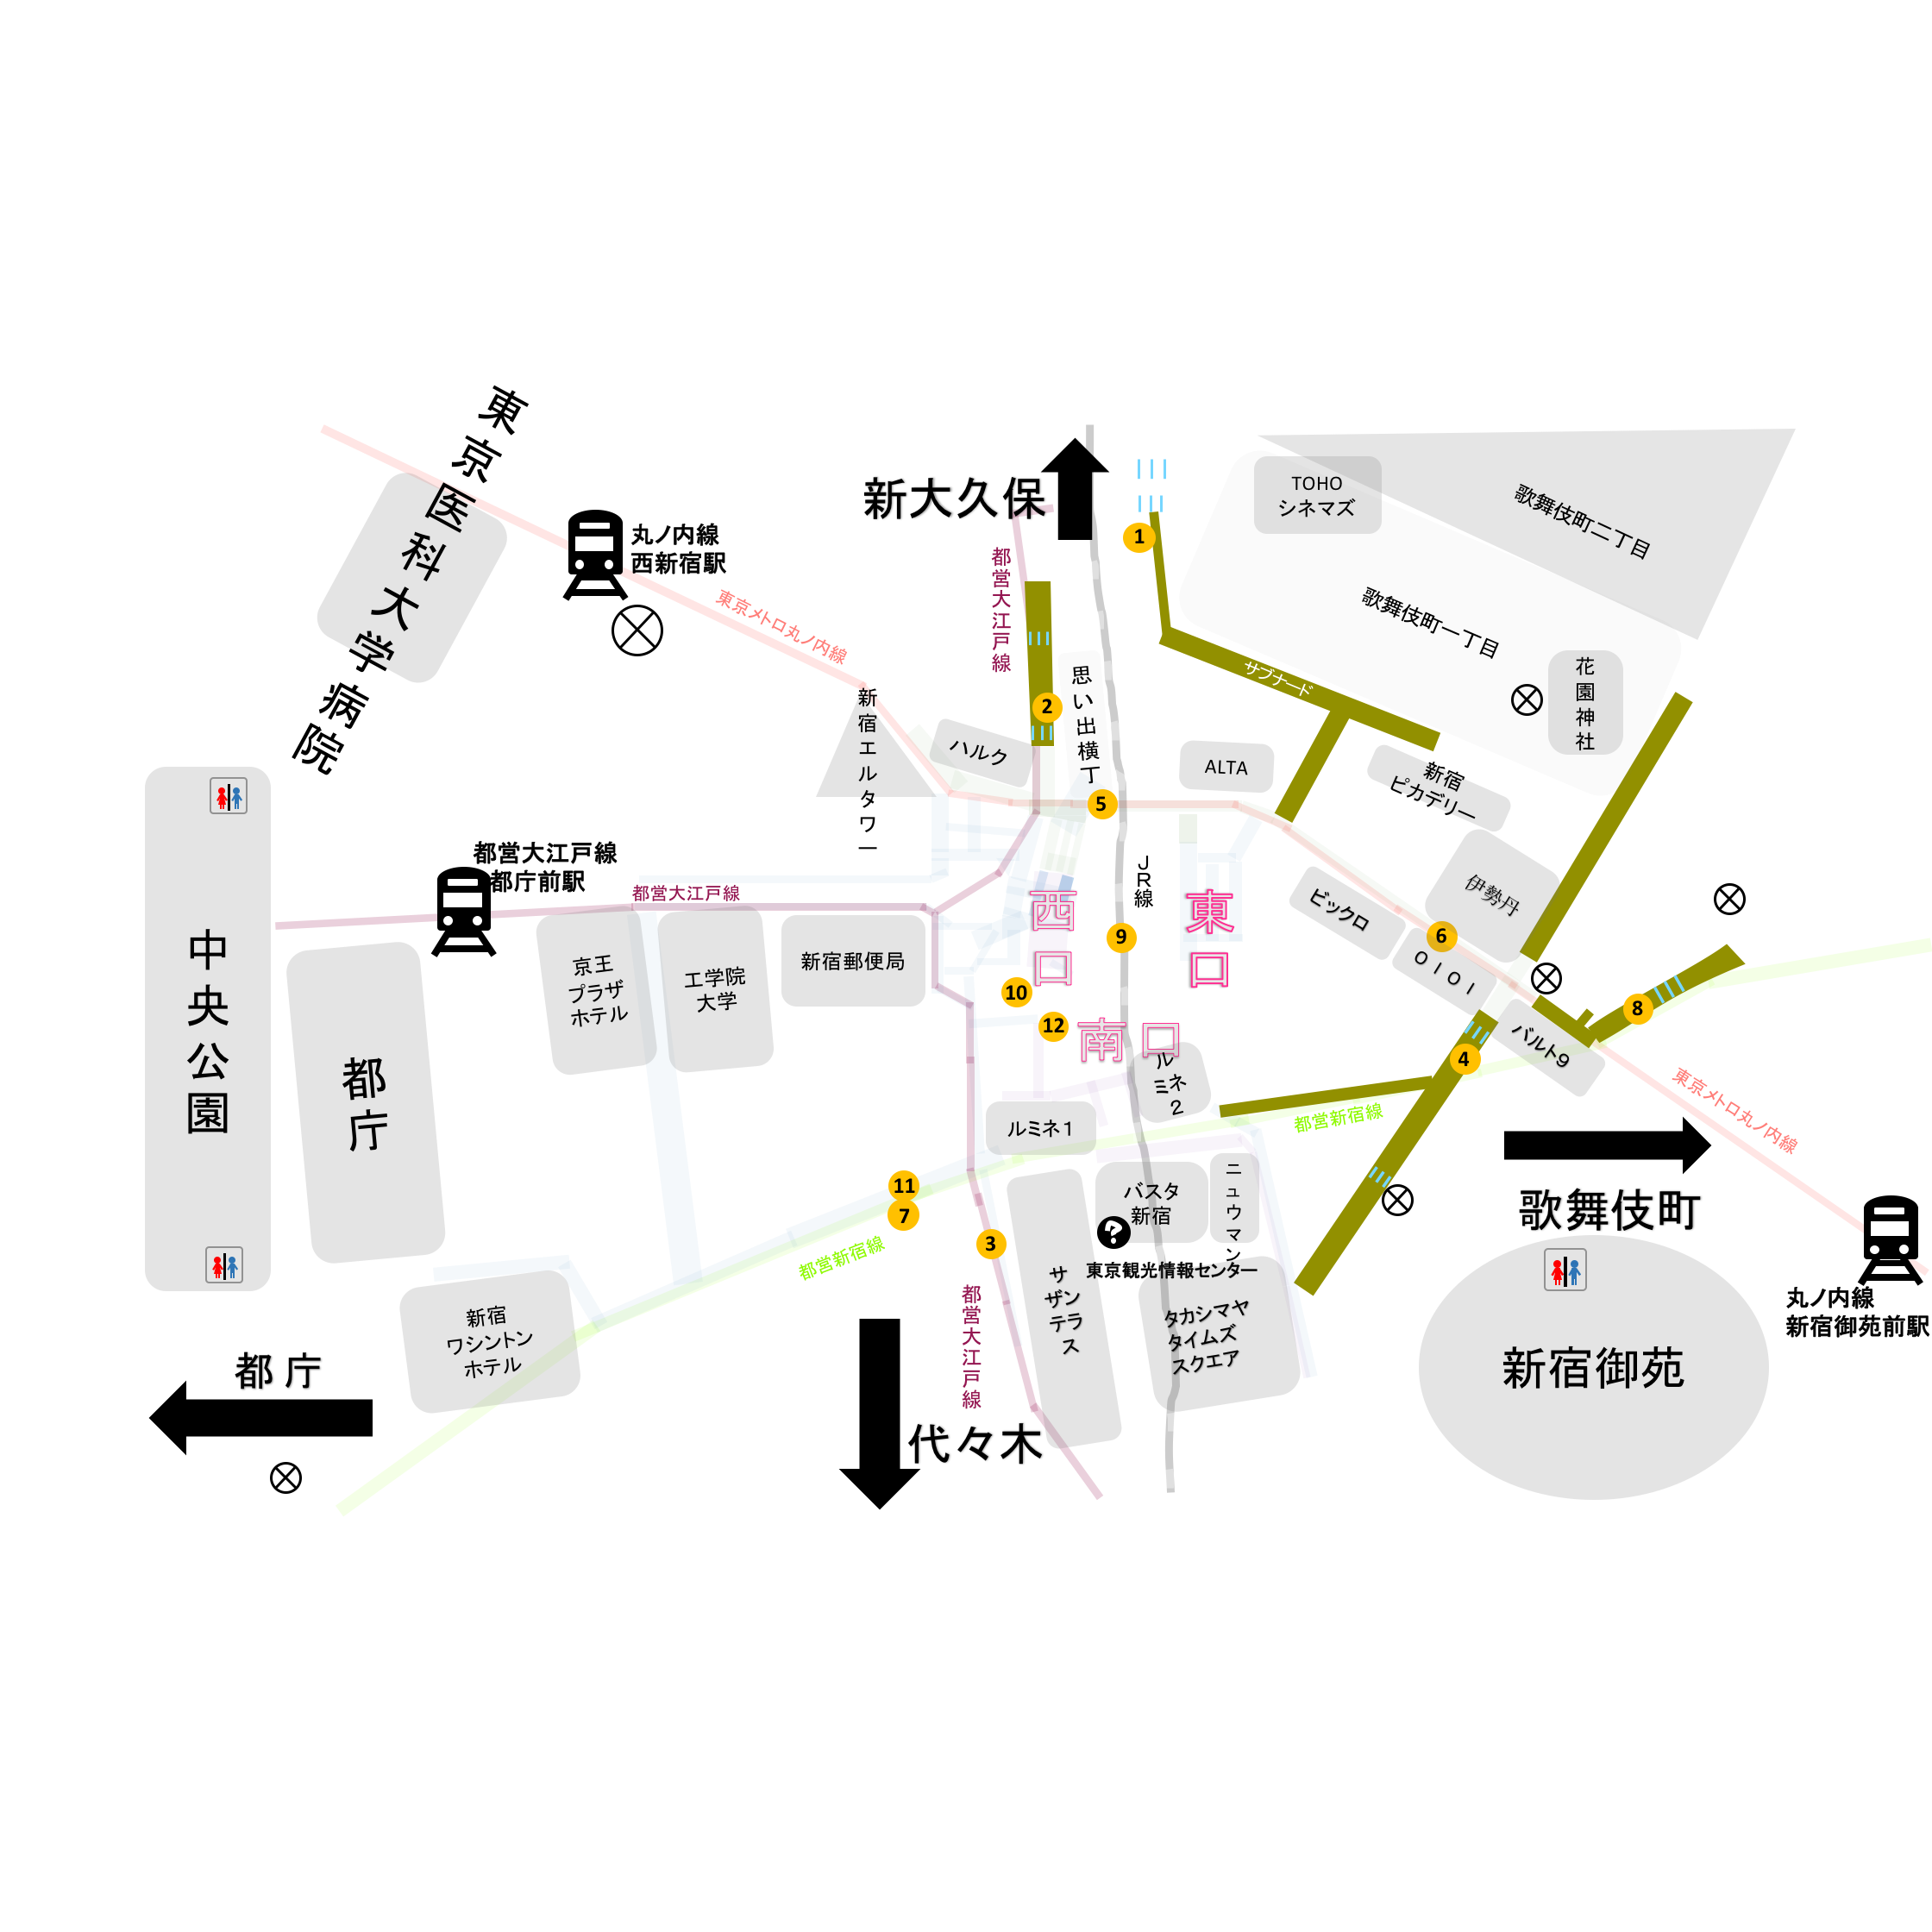 東京医科大学病院
新大久保
TOHO
シネマズ
歌舞伎町二丁目
丸ノ内線
西新宿駅
1
都営大江戸線
東京メトロ丸ノ内線
歌舞伎町一丁目
サブナード
花園神社
思い出横丁
2
新宿エルタワー
ハルク
ALTA
新宿
ピカデリー
5
都営大江戸線
都庁前駅
都営大江戸線
JR線
伊勢丹
ビックロ
西口
東口
9
6
OIOI
中央公園
京王
プラザ
ホテル
工学院
大学
新宿郵便局
10
12
南口
8
バルト9
4
都庁
ルミネ2
ルミネ1
都営新宿線
東京メトロ丸ノ内線
11
7
3
バスタ
新宿
ニュウマン
?
東京観光情報センター
歌舞伎町
都営新宿線
サザンテラス
タカシマヤ
タイムズ
スクエア
丸ノ内線
新宿御苑前駅
新宿
ワシントン
ホテル
都営大江戸線
新宿御苑
都庁
代々木